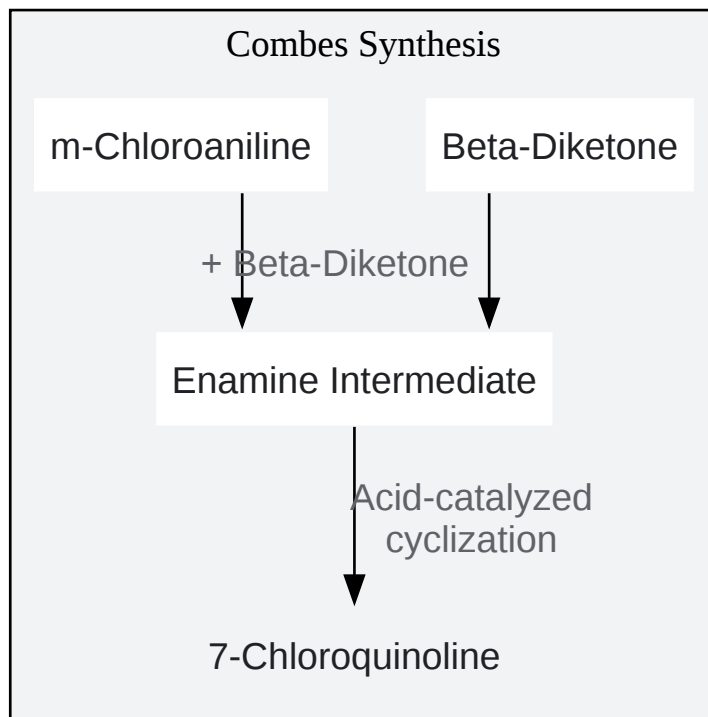 Combes Synthesis
m-Chloroaniline
Beta-Diketone
+ Beta-Diketone
Enamine Intermediate
Acid-catalyzed
cyclization
7-Chloroquinoline